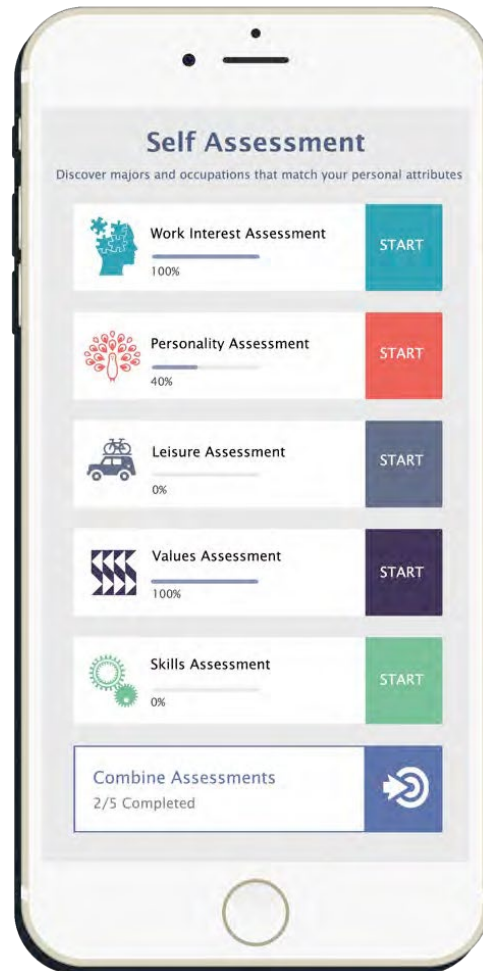 Self Assessment
Discover majors and occupations that match your personal attributes
Work Interest Assessment
START
100%
Personality Assessment
START
40%
Leisure Assessment
START
0%
Values Assessment
START
100%
Skills Assessment
START
0%
Combine Assessments
2/5 Completed